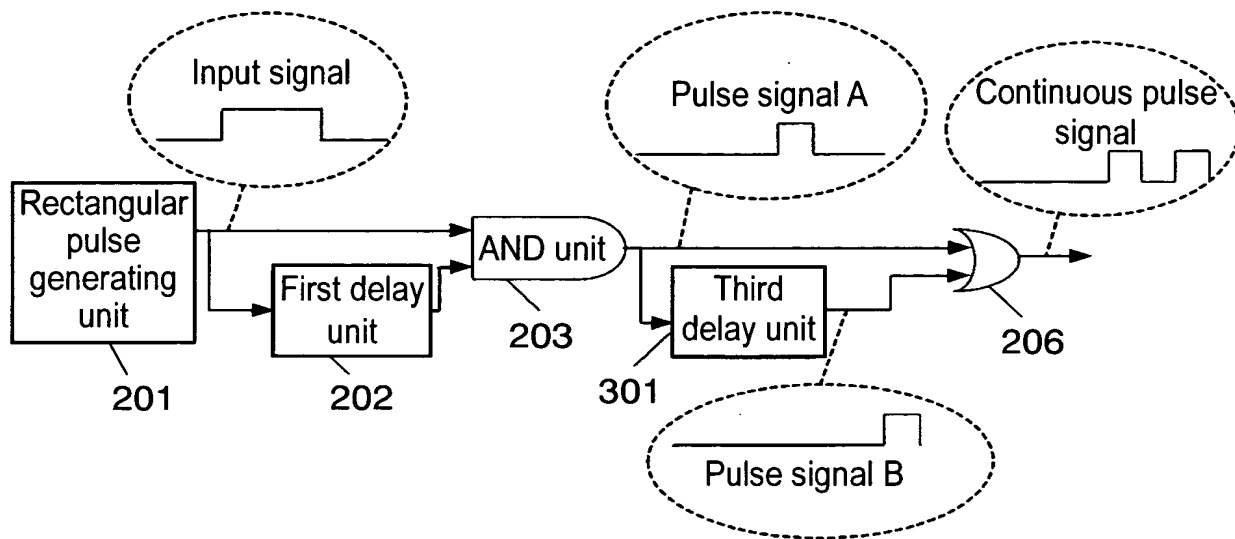 Input signal
Pulse signal A
Continuous pulse
signal
Rectangular
pulse
generating
unit
AND unit
First delay
unit
Third
delay unit
201
202
203
301
206
Pulse signal B